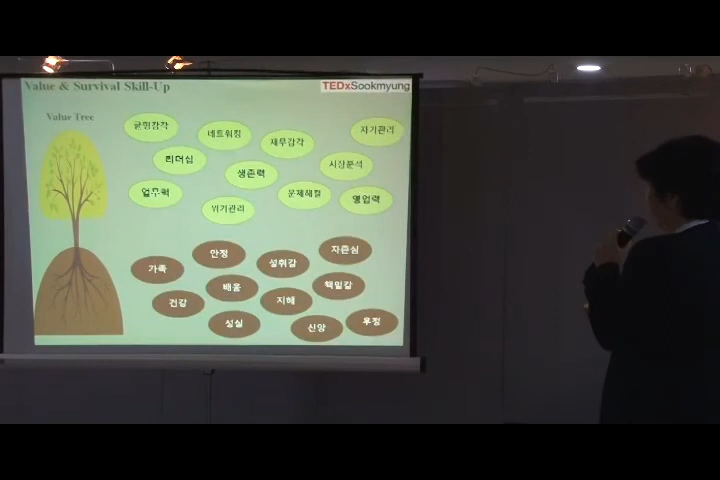 Value & Survival Skill-Up
TEDxSookmyung
Value Tree
균형감각
네트워킹
재무감각
자기관리
리더십
생존력
시장분석
업무력
위기관리
문제해결
영업력
가족
안정
성취감
자존심
건강
배움
지혜
책임감
성실
신앙
우정